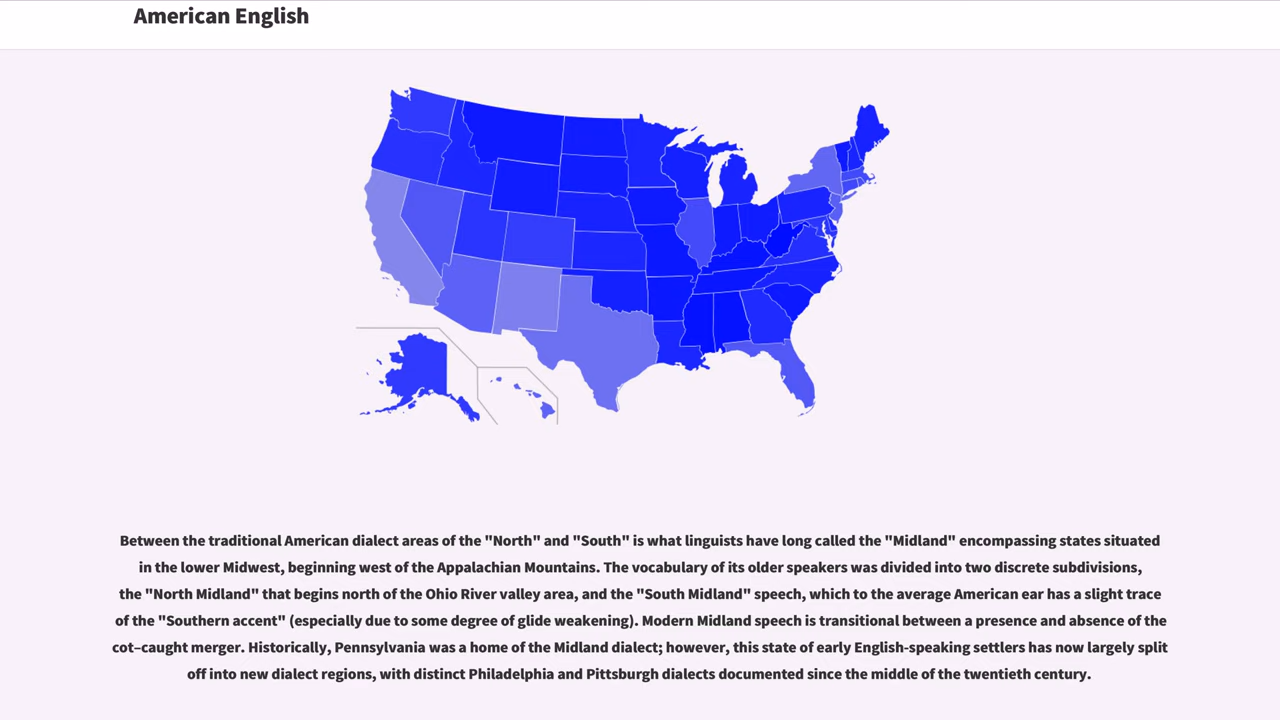 American English
Between the traditional American dialect areas of the "North" and "South" is what linguists have long called the "Midland" encompassing states situated
in the lower Midwest, beginning west of the Appalachian Mountains. The vocabulary of its older speakers was divided into two discrete subdivisions,
the "North Midland" that begins north of the Ohio River valley area, and the "South Midland" speech, which to the average American ear has a slight trace
of the "Southern accent" (especially due to some degree of glide weakening). Modern Midland speech is transitional between a presence and absence of the
cot–caught merger. Historically, Pennsylvania was a home of the Midland dialect; however, this state of early English-speaking settlers has now largely split
off into new dialect regions, with distinct Philadelphia and Pittsburgh dialects documented since the middle of the twentieth century.